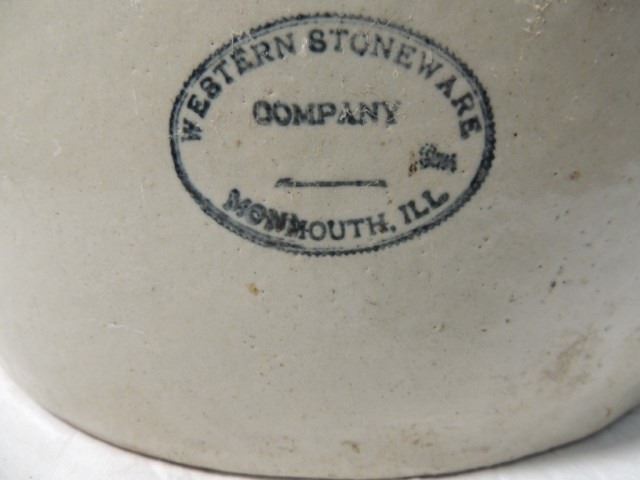 WESTERN STONEWARE
COMPANY
MONMOUTH, ILL.